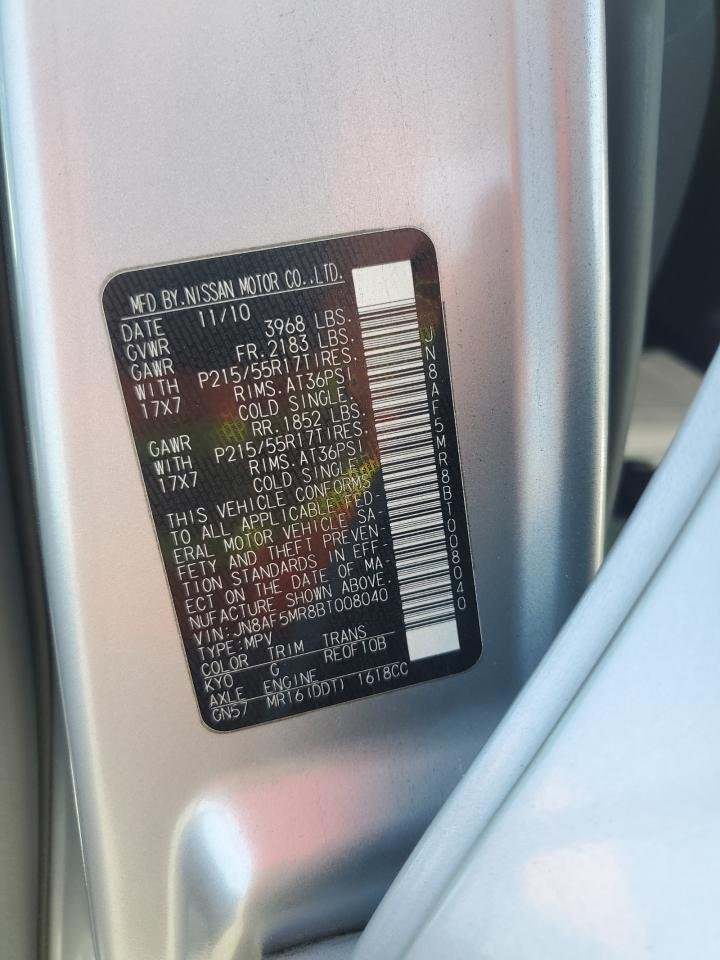 MFD BY.NISSAN MOTOR CO.,LTD.
DATE 11/10
GVWR 3968 LBS.
GAWR FR.2183 LBS.
WITH P215/55R17TIRES.
17X7 RIMS.AT36PSI
COLD SINGLE.
GAWR RR.1852 LBS.
WITH P215/55R17TIRES.
17X7 RIMS.AT36PSI
COLD SINGLE.
THIS VEHICLE CONFORMS
TO ALL APPLICABLE FED-
ERAL MOTOR VEHICLE SA-
FETY AND THEFT PREVEN-
TION STANDARDS IN EFF-
ECT ON THE DATE OF MA-
NUFACTURE SHOWN ABOVE.
VIN:JN8AF5MR8BT008040
TYPE:MPV
COLOR TRIM TRANS
KY0 G RE0F10B
AXLE ENGINE
GN57 MR16(DDT) 1618CC
JN8AF5MR8BT008040